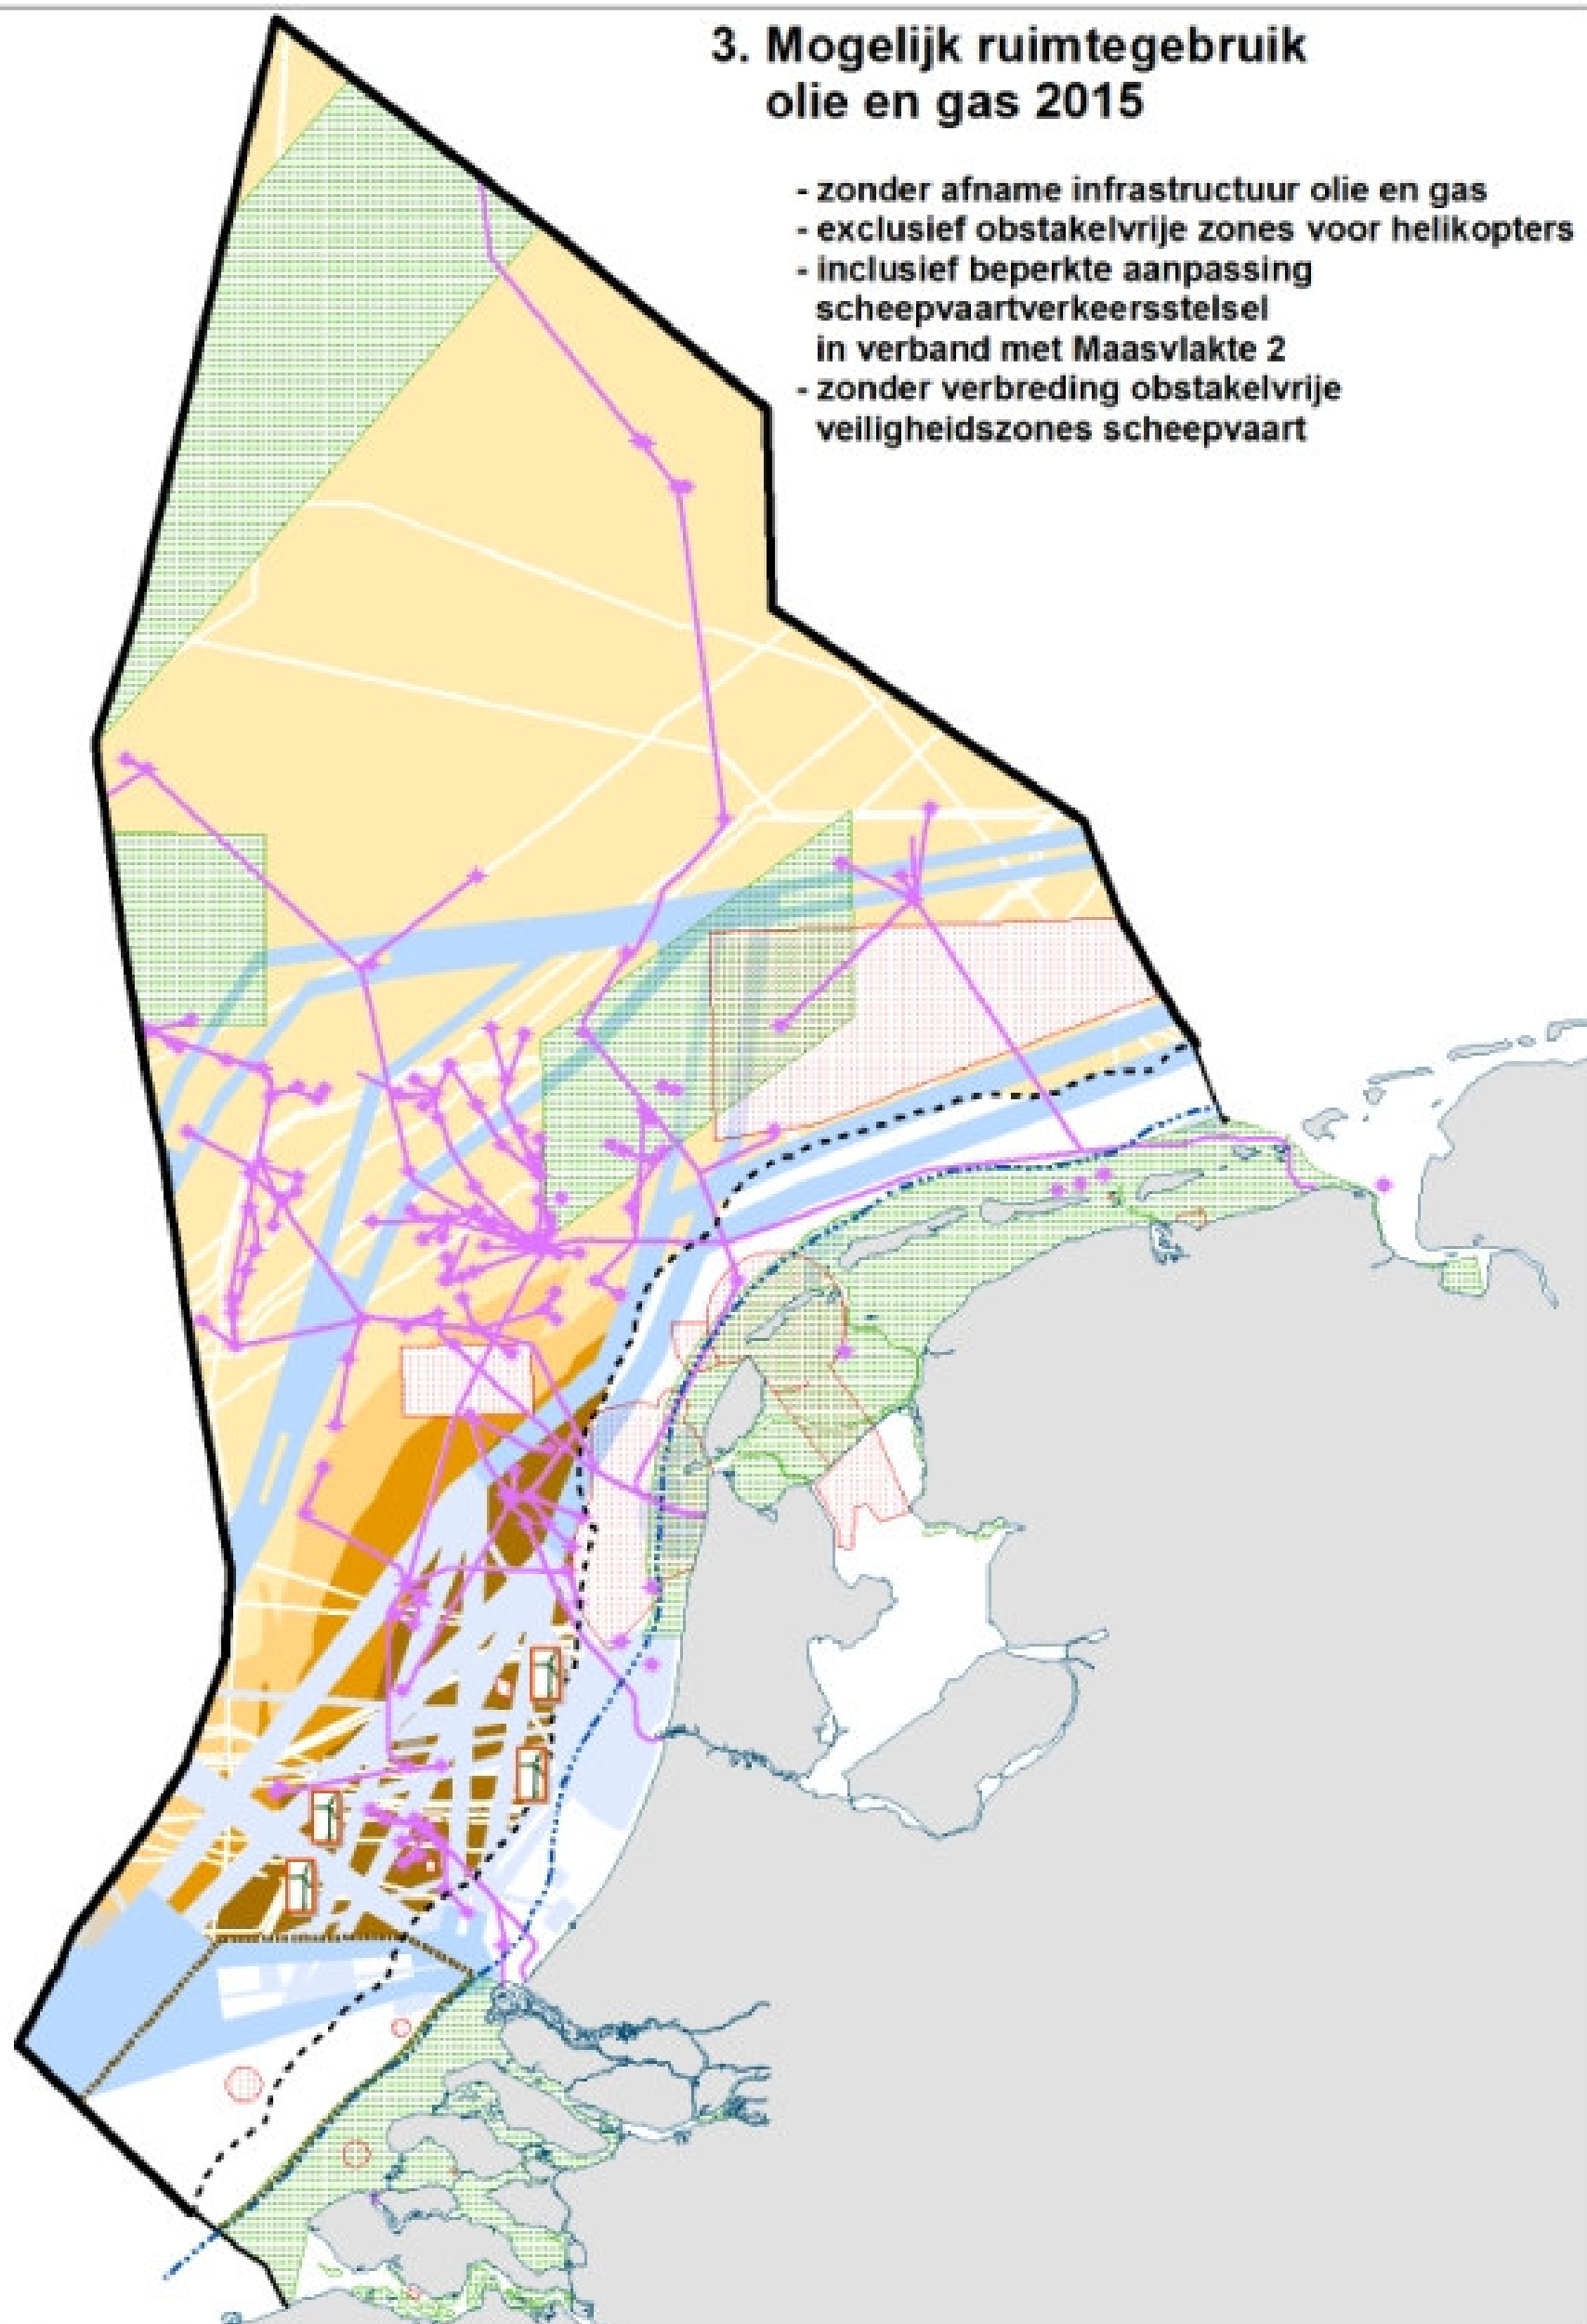 3. Mogelijk ruimtegebruik
olie en gas 2015
- zonder afname infrastructuur olie en gas
- exclusief obstakelvrije zones voor helikopters
- inclusief beperkte aanpassing
scheepvaartverkeersstelsel
in verband met Maasvlakte 2
- zonder verbreding obstakelvrije
veiligheidszones scheepvaart